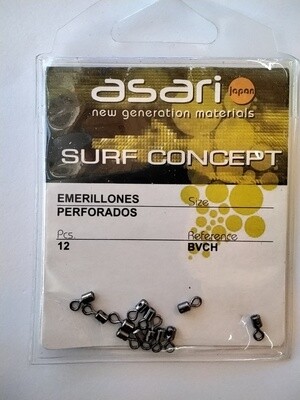 asari japan
new generation materials
SURF CONCEPT
EMERILLONES Size
PERFORADOS
Pcs. Reference
12 BVCH